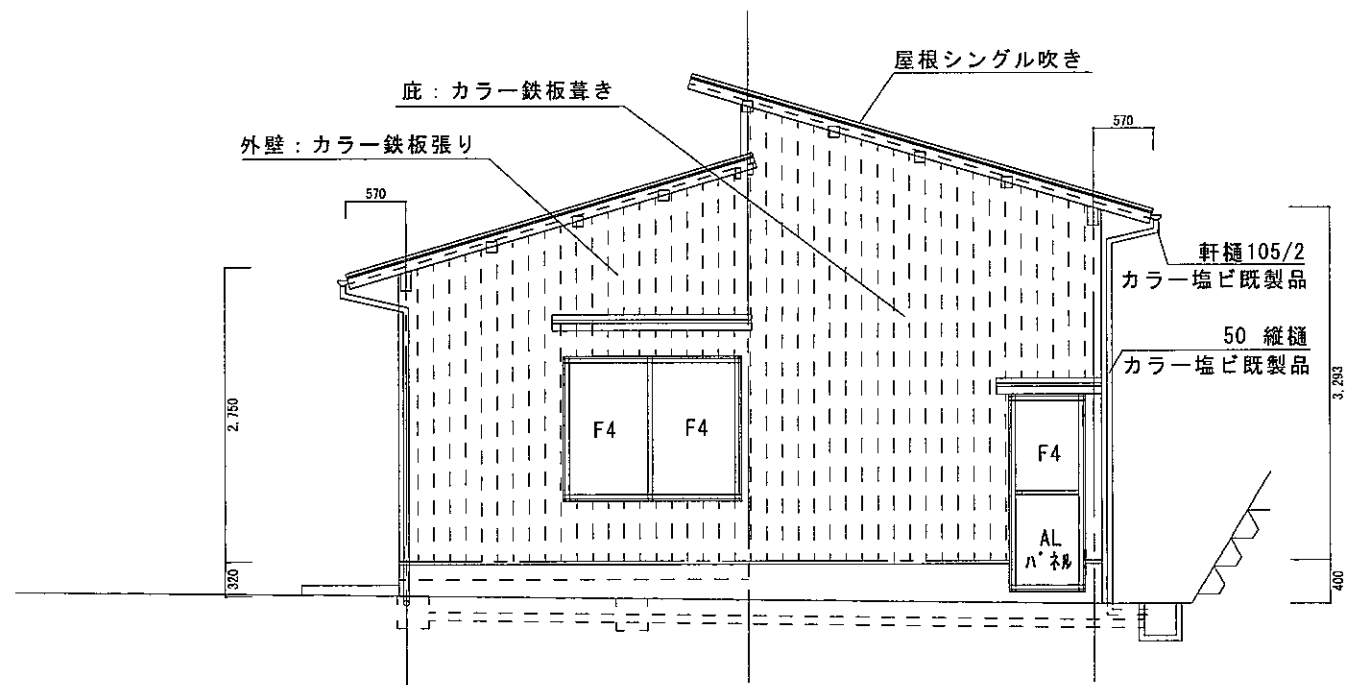 屋根シングル吹き
庇：カラー鉄板葺き
外壁：カラー鉄板張り
570
570
軒樋105/2
カラー塩ビ既製品
50 縦樋
カラー塩ビ既製品
2,750
3,293
F4
F4
F4
AL
パネル
320
400